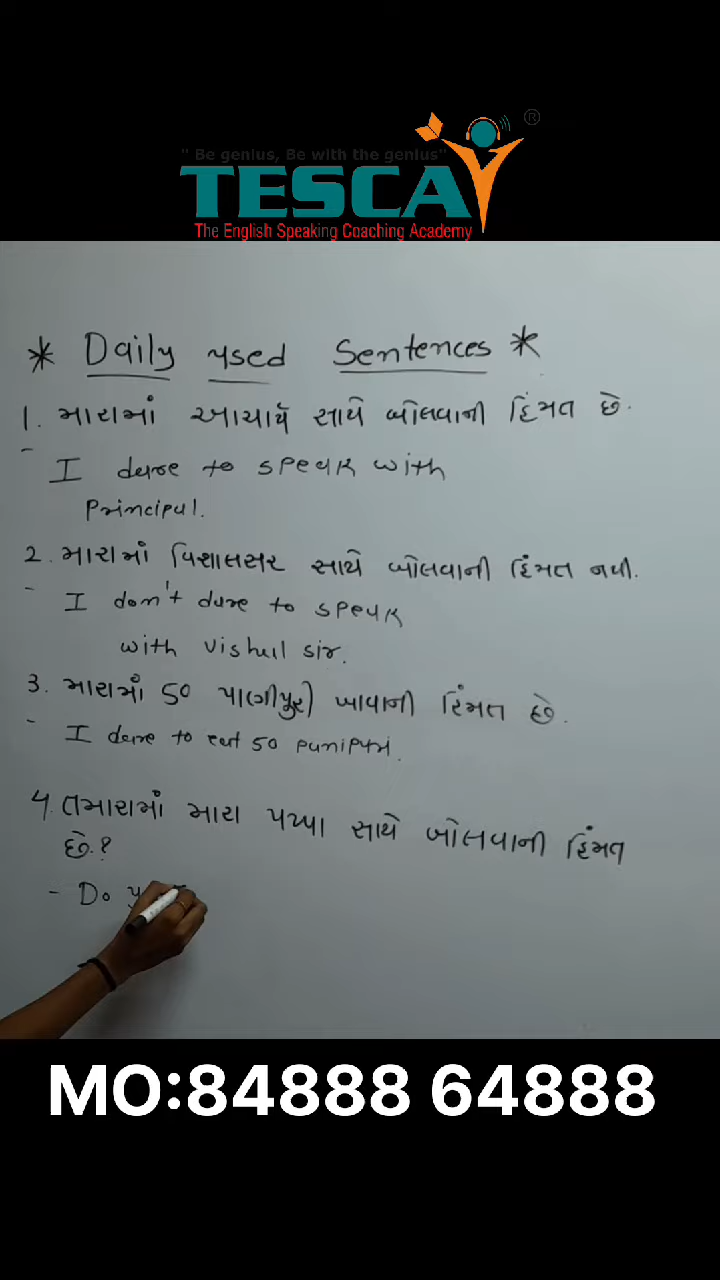 " Be genius, Be with the genius"
®
TESCA
The English Speaking Coaching Academy
* Daily used Sentences *
1. મારામાં આચાર્ય સાથે બોલવાની હિંમત છે.
- I dare to speak with
Principal.
2. મારામાં વિશાલસર સાથે બોલવાની હિંમત નથી.
- I don't dare to speak
with vishal sir.
3. મારામાં 50 પાણીપુરી ખાવાની હિંમત છે.
- I dare to eat 50 panipuri.
4. તમારામાં મારા પપ્પા સાથે બોલવાની હિંમત
છે.?
- Do
MO:84888 64888